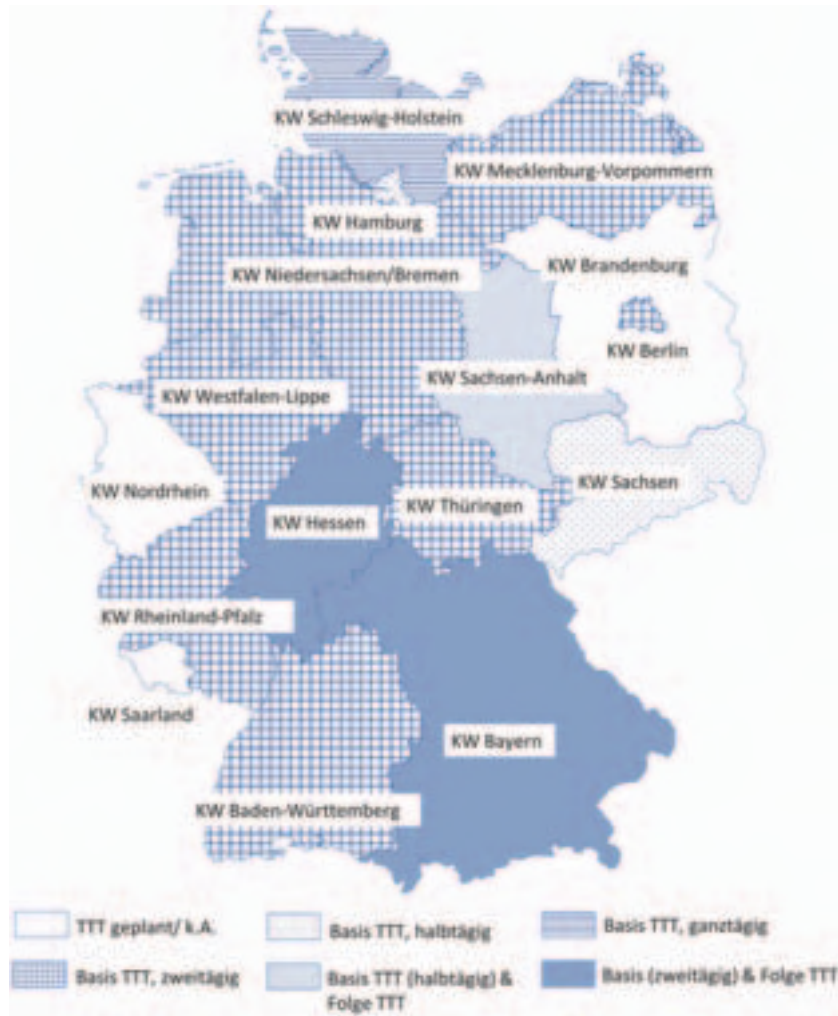 KW Schleswig-Holstein
KW Mecklenburg-Vorpommern
KW Hamburg
KW Brandenburg
KW Niedersachsen/Bremen
KW Berlin
KW Sachsen-Anhalt
KW Westfalen-Lippe
KW Sachsen
KW Nordrhein
KW Thüringen
KW Hessen
KW Rheinland-Pfalz
KW Saarland
KW Bayern
KW Baden-Württemberg
TTT geplant/ k.A.
Basis TTT, halbtägig
Basis TTT, ganztägig
Basis TTT, zweitägig
Basis TTT (halbtägig) &
Folge TTT
Basis (zweitägig) & Folge TTT